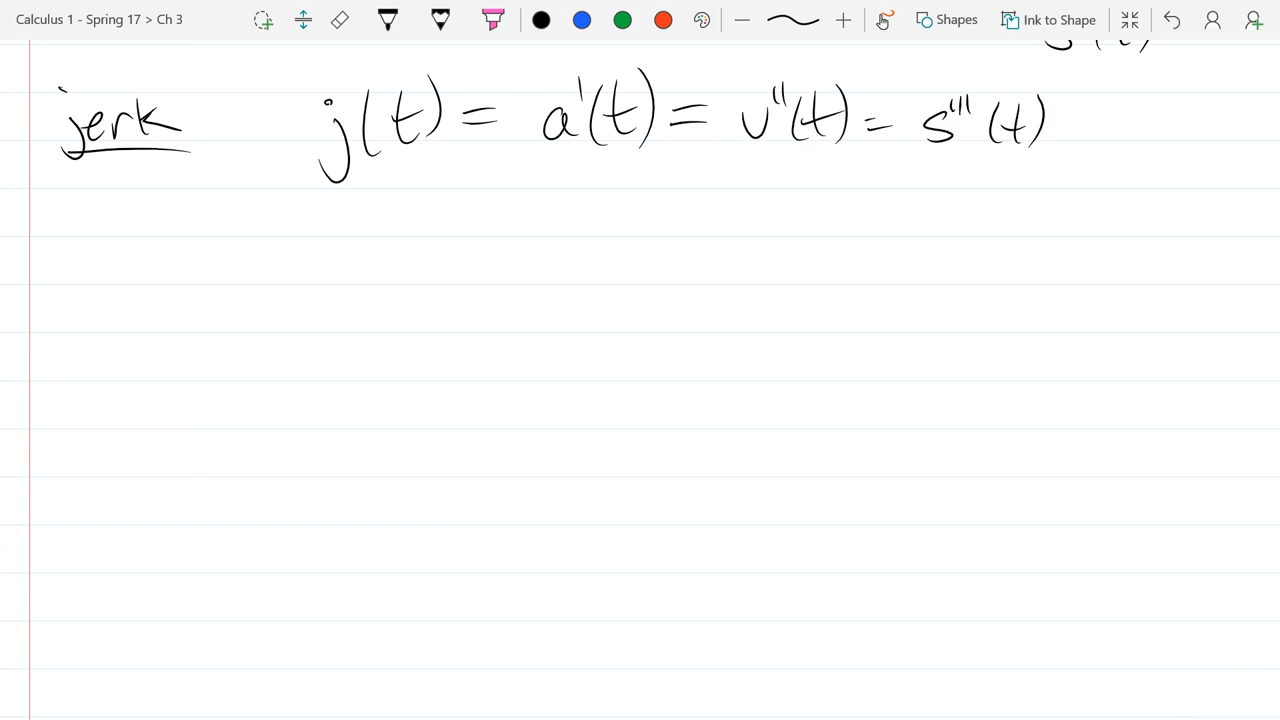 Calculus 1 - Spring 17 > Ch 3 Shapes Ink to Shape
jerk j(t) = a'(t) = v''(t) = s'''(t)